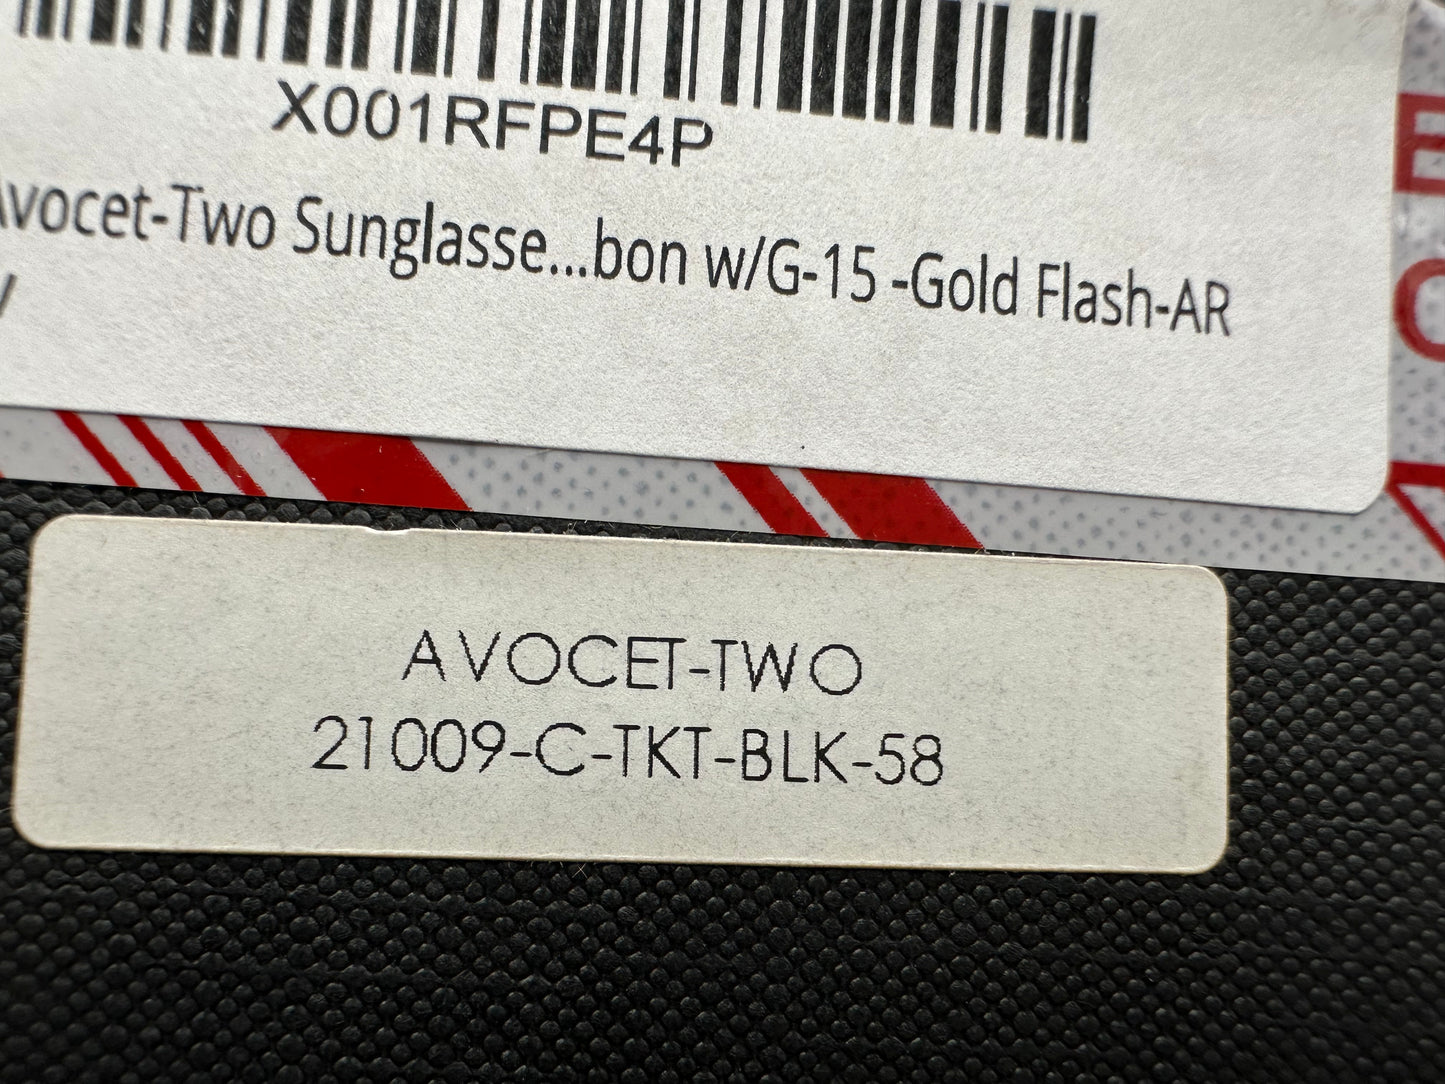 X001RFPE4P
Avocet-Two Sunglasse...bon w/G-15 -Gold Flash-AR
AVOCET-TWO
21009-C-TKT-BLK-58